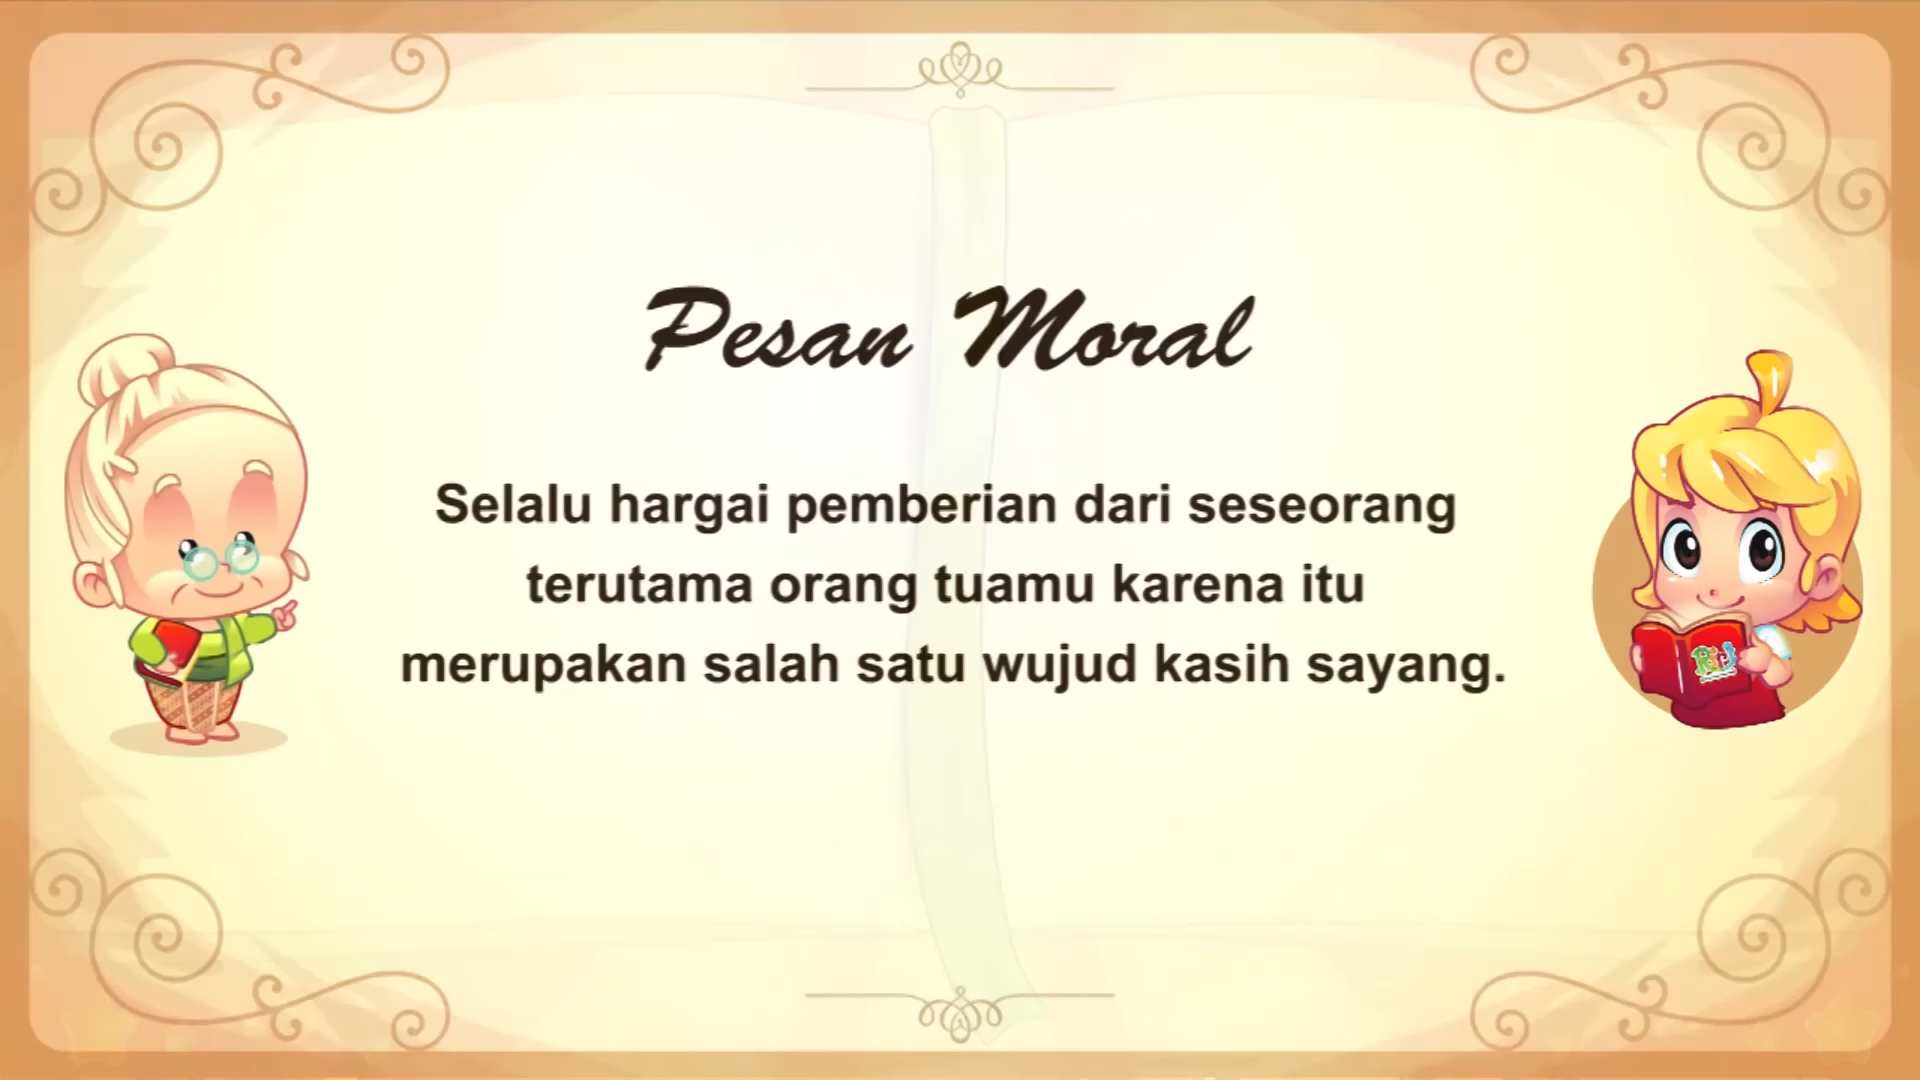 Pesan Moral
Selalu hargai pemberian dari seseorang
terutama orang tuamu karena itu
merupakan salah satu wujud kasih sayang.